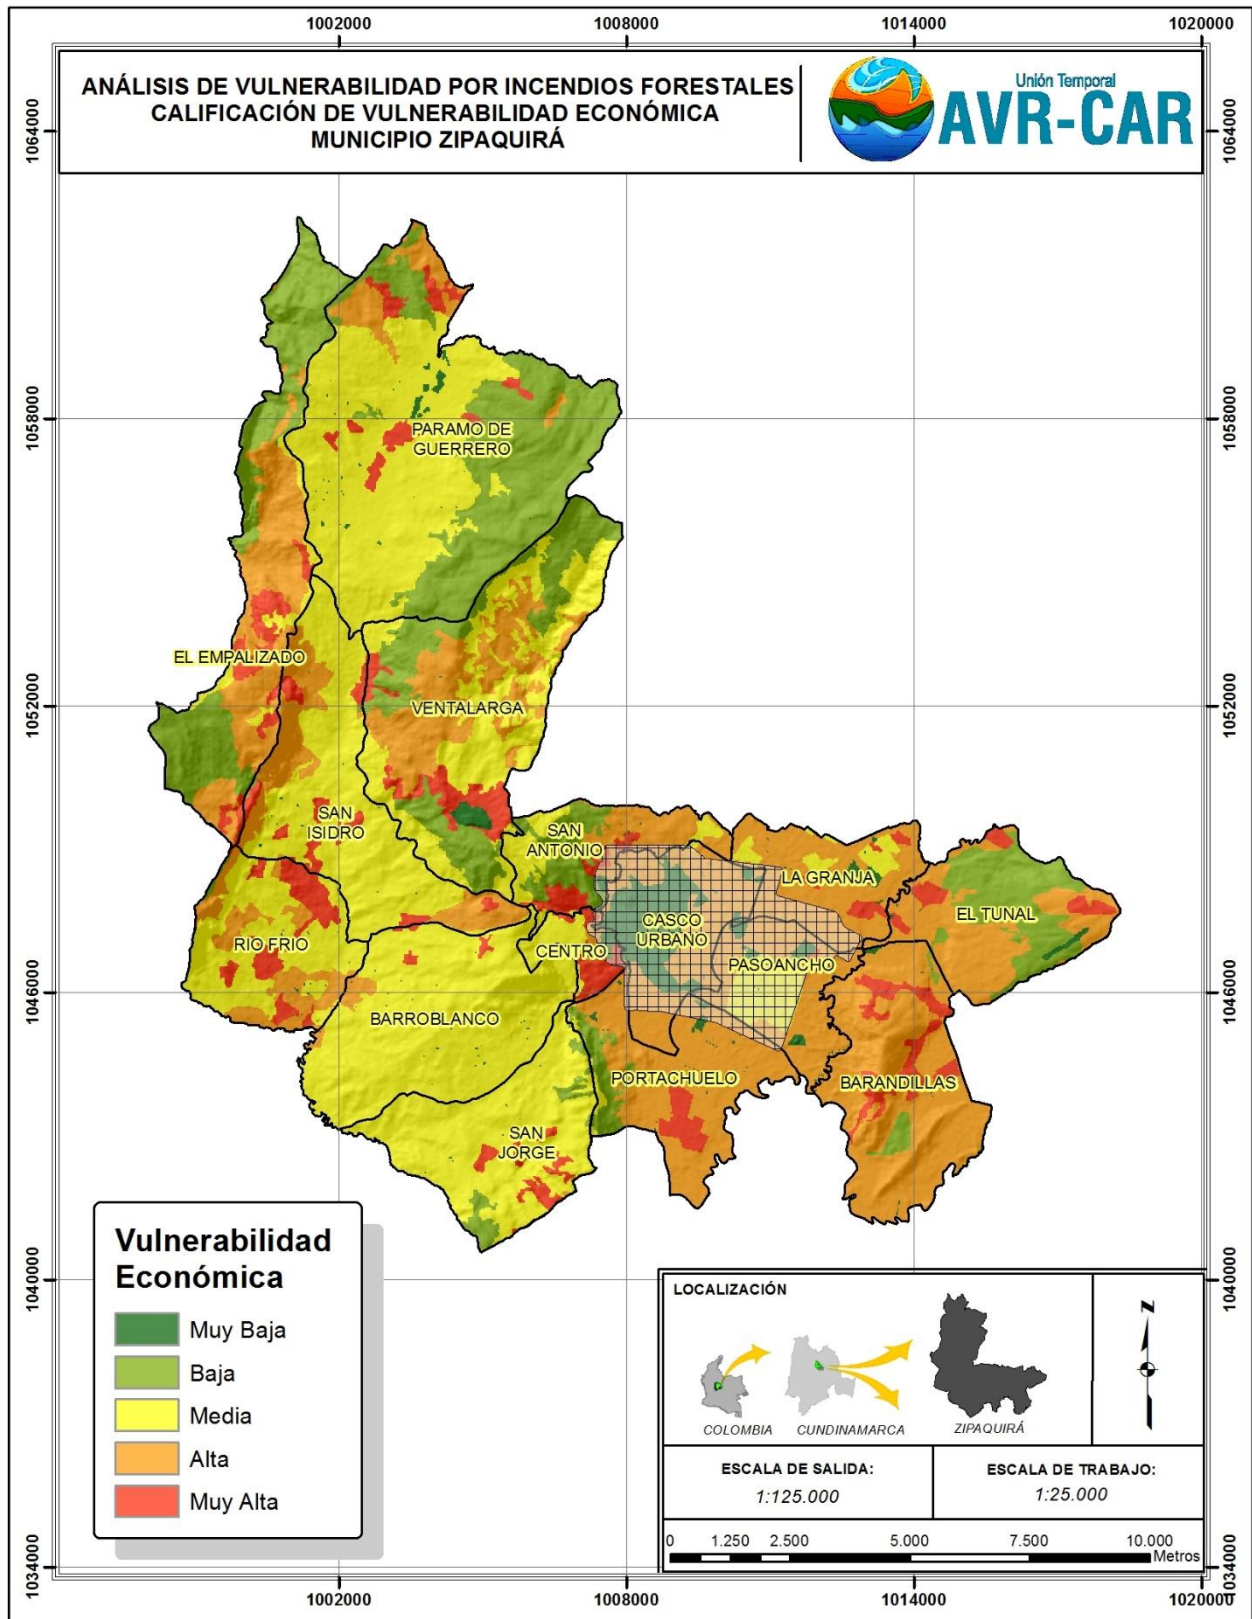 1002000
1008000
1014000
1020000
ANÁLISIS DE VULNERABILIDAD POR INCENDIOS FORESTALES
CALIFICACIÓN DE VULNERABILIDAD ECONÓMICA
MUNICIPIO ZIPAQUIRÁ
Unión Temporal
AVR-CAR
1064000
1064000
1058000
1058000
PARAMO DE
GUERRERO
EL EMPALIZADO
1052000
1052000
VENTALARGA
SAN
ISIDRO
SAN
ANTONIO
LA GRANJA
EL TUNAL
CASCO
URBANO
RIO FRIO
CENTRO
PASOANCHO
1046000
1046000
BARROBLANCO
PORTACHUELO
BARANDILLAS
SAN
JORGE
1040000
1040000
Vulnerabilidad
Económica
Muy Baja
Baja
Media
Alta
Muy Alta
LOCALIZACIÓN
COLOMBIA
CUNDINAMARCA
ZIPAQUIRÁ
N
ESCALA DE SALIDA:
1:125.000
ESCALA DE TRABAJO:
1:25.000
0 1.250 2.500 5.000 7.500 10.000
Metros
1034000
1034000
1002000
1008000
1014000
1020000